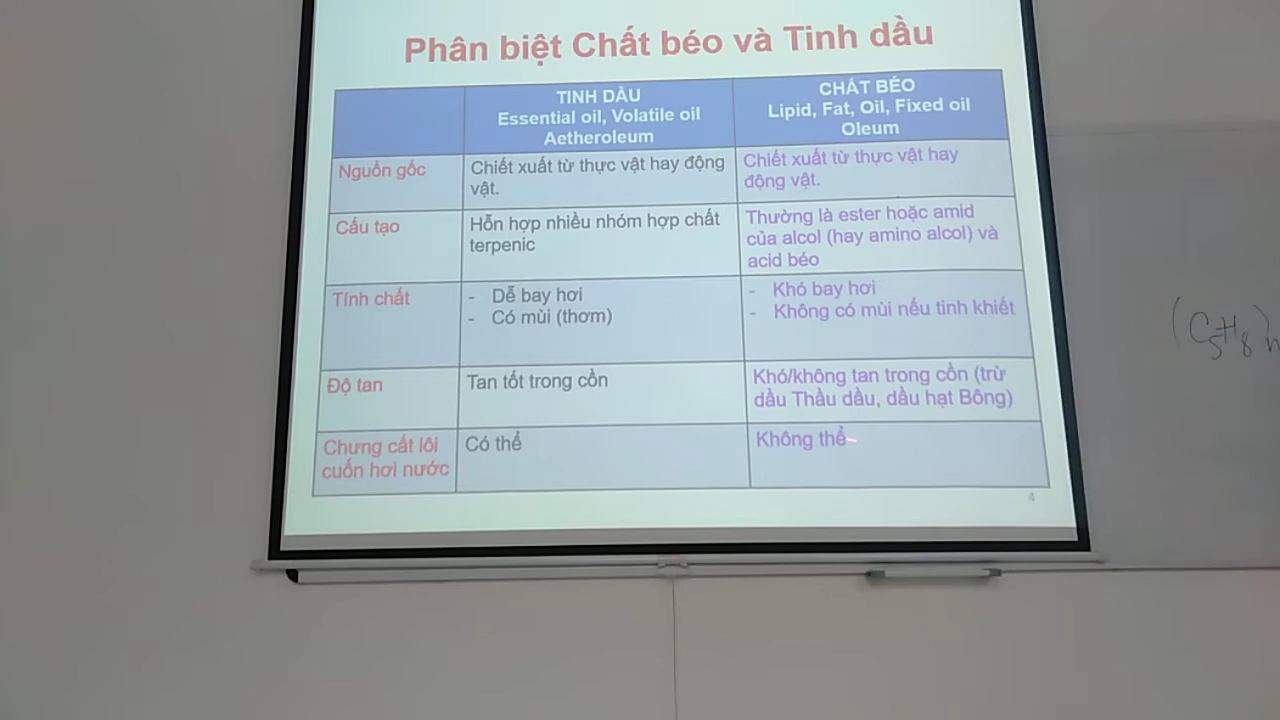 Phân biệt Chất béo và Tinh dầu
TINH DẦU
Essential oil, Volatile oil
Aetheroleum
CHẤT BÉO
Lipid, Fat, Oil, Fixed oil
Oleum
Nguồn gốc
Chiết xuất từ thực vật hay động
vật.
Chiết xuất từ thực vật hay
động vật.
Cấu tạo
Hỗn hợp nhiều nhóm hợp chất
terpenic
Thường là ester hoặc amid
của alcol (hay amino alcol) và
acid béo
Tính chất
- Dễ bay hơi
- Có mùi (thơm)
- Khó bay hơi
- Không có mùi nếu tinh khiết
Độ tan
Tan tốt trong cồn
Khó/không tan trong cồn (trừ
dầu Thầu dầu, dầu hạt Bông)
Chưng cất lôi
cuốn hơi nước
Có thể
Không thể
4
(C5H8)n